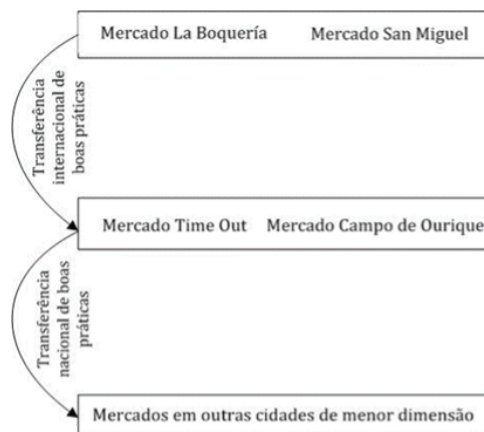 Mercado La Boquería Mercado San Miguel
Transferência
internacional de
boas práticas
Mercado Time Out Mercado Campo de Ourique
Transferência
nacional de boas
práticas
Mercados em outras cidades de menor dimensão